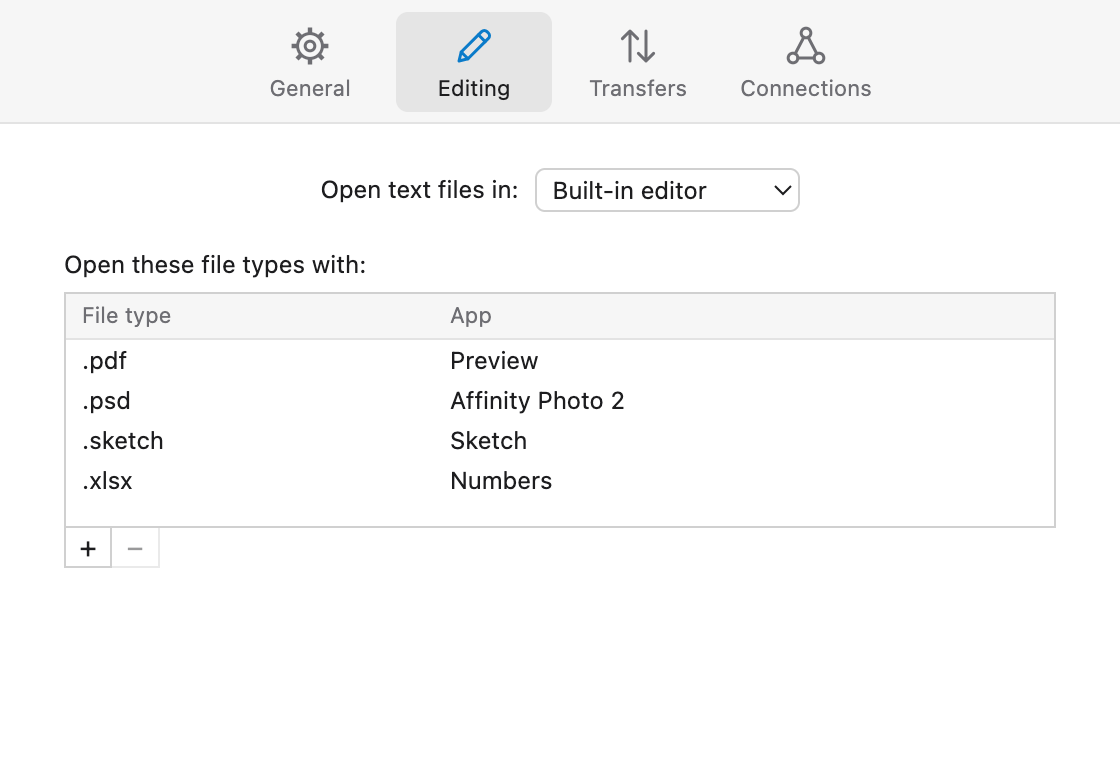 General Editing Transfers Connections
Open text files in: Built-in editor
Open these file types with:
File type App
.pdf Preview
.psd Affinity Photo 2
.sketch Sketch
.xlsx Numbers
+ −